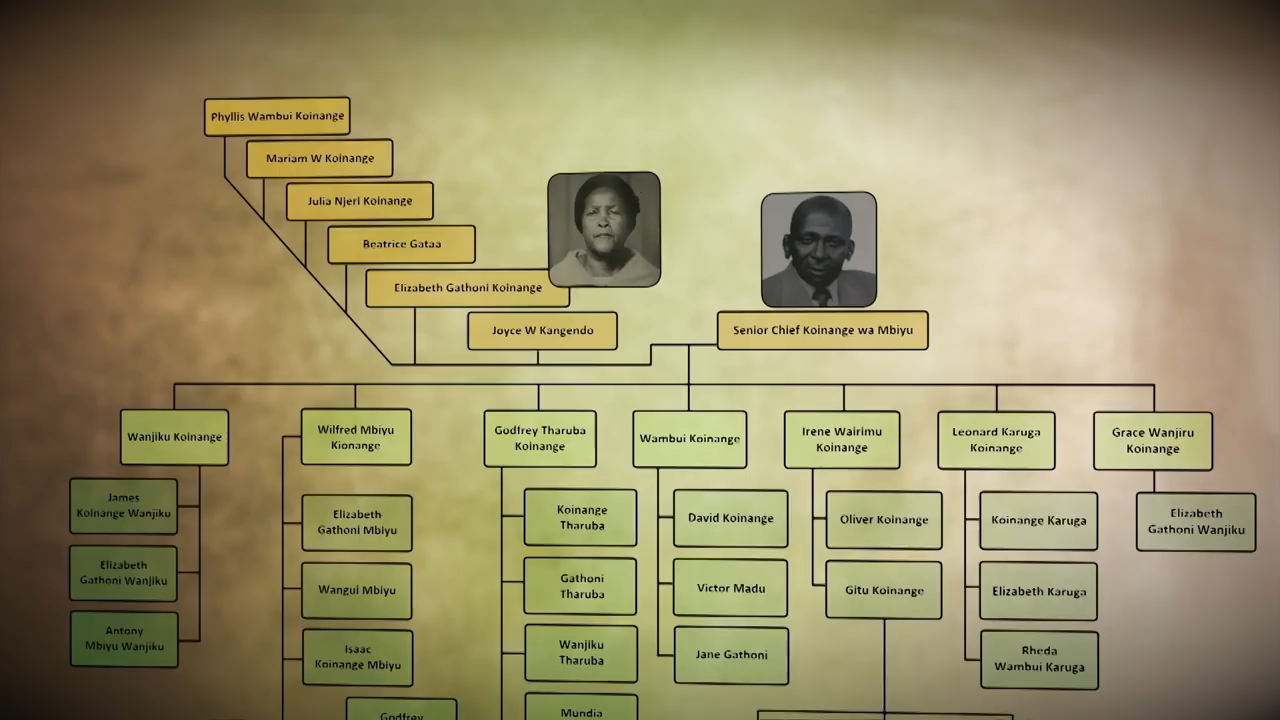 Phyllis Wambui Koinange
Mariam W Koinange
Julia Njeri Koinange
Beatrice Gataa
Elizabeth Gathoni Koinange
Joyce W Kangendo
Senior Chief Koinange wa Mbiyu
Wanjiku Koinange
Wilfred Mbiyu
Kionange
Godfrey Tharuba
Koinange
Wambui Koinange
Irene Wairimu
Koinange
Leonard Karuga
Koinange
Grace Wanjiru
Koinange
James
Koinange Wanjiku
Elizabeth
Gathoni Wanjiku
Antony
Mbiyu Wanjiku
Elizabeth
Gathoni Mbiyu
Wangui Mbiyu
Isaac
Koinange Mbiyu
Godfrey
Koinange
Tharuba
Gathoni
Tharuba
Wanjiku
Tharuba
Mundia
David Koinange
Victor Madu
Jane Gathoni
Oliver Koinange
Gitu Koinange
Koinange Karuga
Elizabeth Karuga
Rheda
Wambui Karuga
Elizabeth
Gathoni Wanjiku